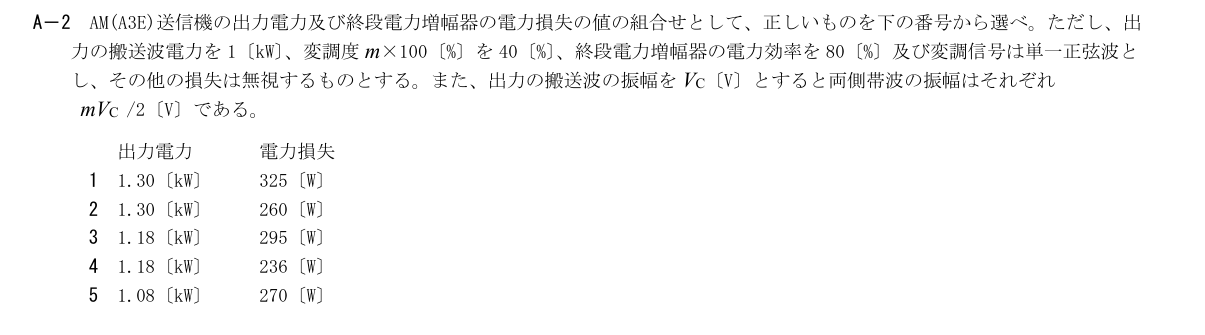 A－2 AM(A3E)送信機の出力電力及び終段電力増幅器の電力損失の値の組合せとして、正しいものを下の番号から選べ。ただし、出
力の搬送波電力を 1〔kW〕、変調度 m×100〔%〕を 40〔%〕、終段電力増幅器の電力効率を 80〔%〕及び変調信号は単一正弦波と
し、その他の損失は無視するものとする。また、出力の搬送波の振幅を VC〔V〕とすると両側帯波の振幅はそれぞれ
mVC /2〔V〕である。
出力電力 電力損失
1 1.30〔kW〕 325〔W〕
2 1.30〔kW〕 260〔W〕
3 1.18〔kW〕 295〔W〕
4 1.18〔kW〕 236〔W〕
5 1.08〔kW〕 270〔W〕